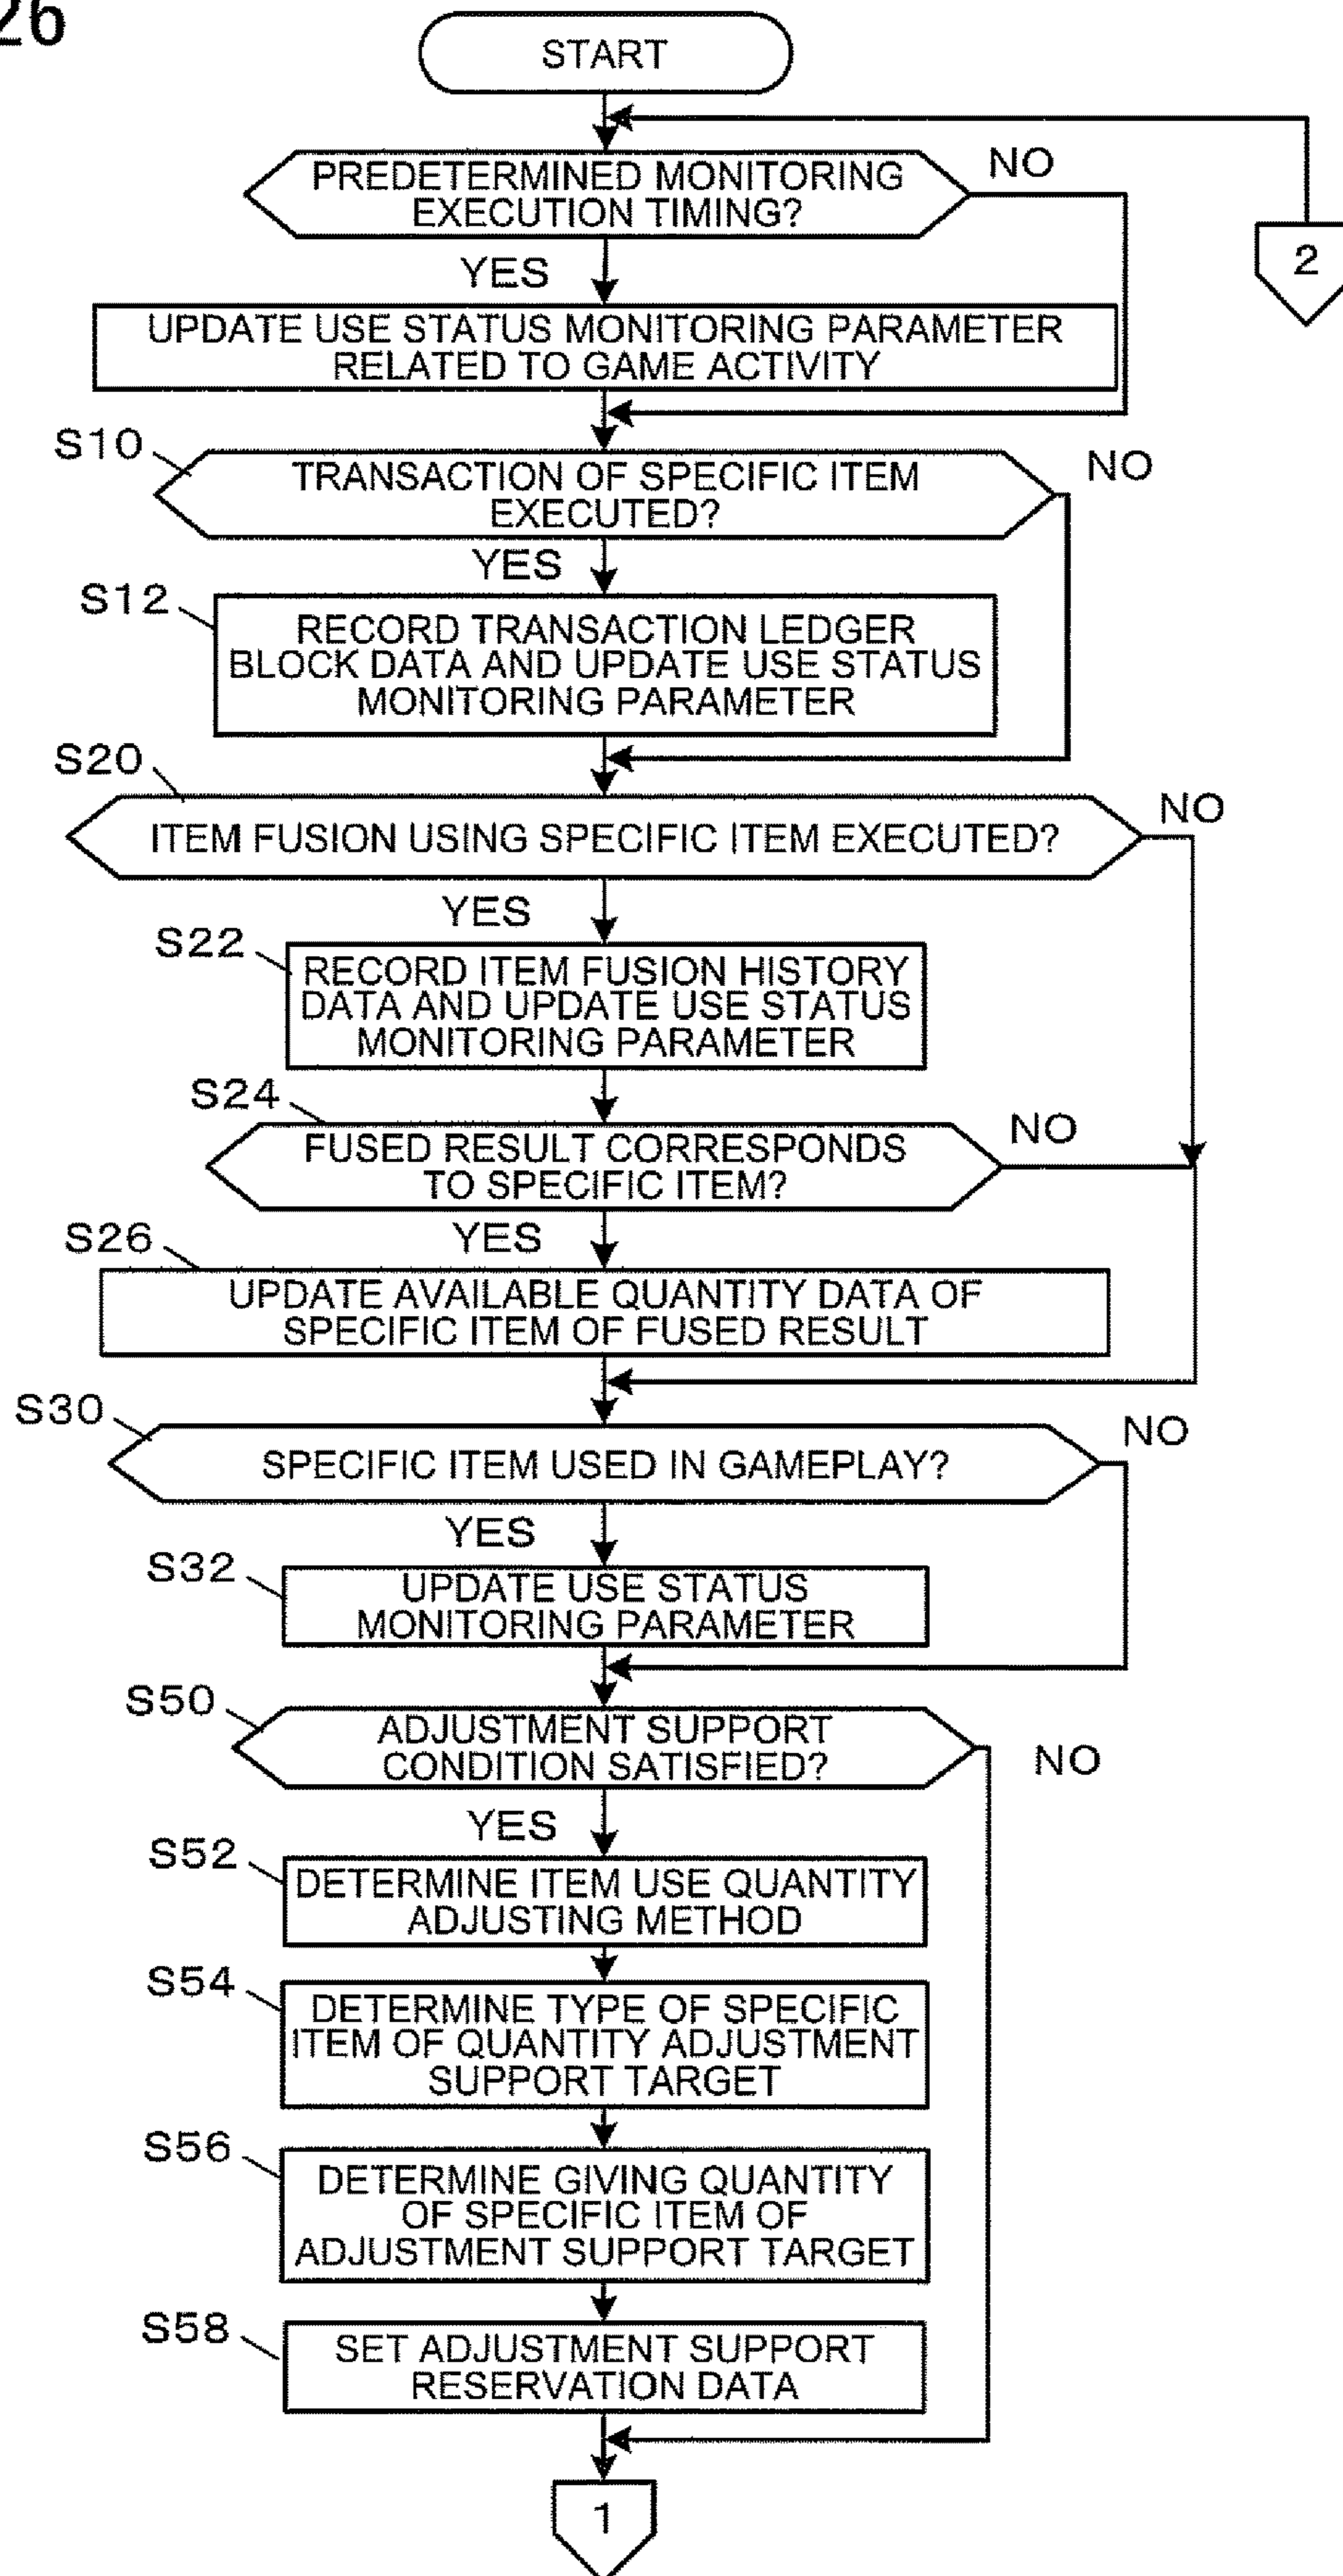 26
START
PREDETERMINED MONITORING
EXECUTION TIMING?
NO
2
YES
UPDATE USE STATUS MONITORING PARAMETER
RELATED TO GAME ACTIVITY
S10
TRANSACTION OF SPECIFIC ITEM
EXECUTED?
NO
YES
S12
RECORD TRANSACTION LEDGER
BLOCK DATA AND UPDATE USE STATUS
MONITORING PARAMETER
S20
ITEM FUSION USING SPECIFIC ITEM EXECUTED?
NO
YES
S22
RECORD ITEM FUSION HISTORY
DATA AND UPDATE USE STATUS
MONITORING PARAMETER
S24
FUSED RESULT CORRESPONDS
TO SPECIFIC ITEM?
NO
YES
S26
UPDATE AVAILABLE QUANTITY DATA OF
SPECIFIC ITEM OF FUSED RESULT
S30
SPECIFIC ITEM USED IN GAMEPLAY?
NO
YES
S32
UPDATE USE STATUS
MONITORING PARAMETER
S50
ADJUSTMENT SUPPORT
CONDITION SATISFIED?
NO
YES
S52
DETERMINE ITEM USE QUANTITY
ADJUSTING METHOD
S54
DETERMINE TYPE OF SPECIFIC
ITEM OF QUANTITY ADJUSTMENT
SUPPORT TARGET
S56
DETERMINE GIVING QUANTITY
OF SPECIFIC ITEM OF
ADJUSTMENT SUPPORT TARGET
S58
SET ADJUSTMENT SUPPORT
RESERVATION DATA
1